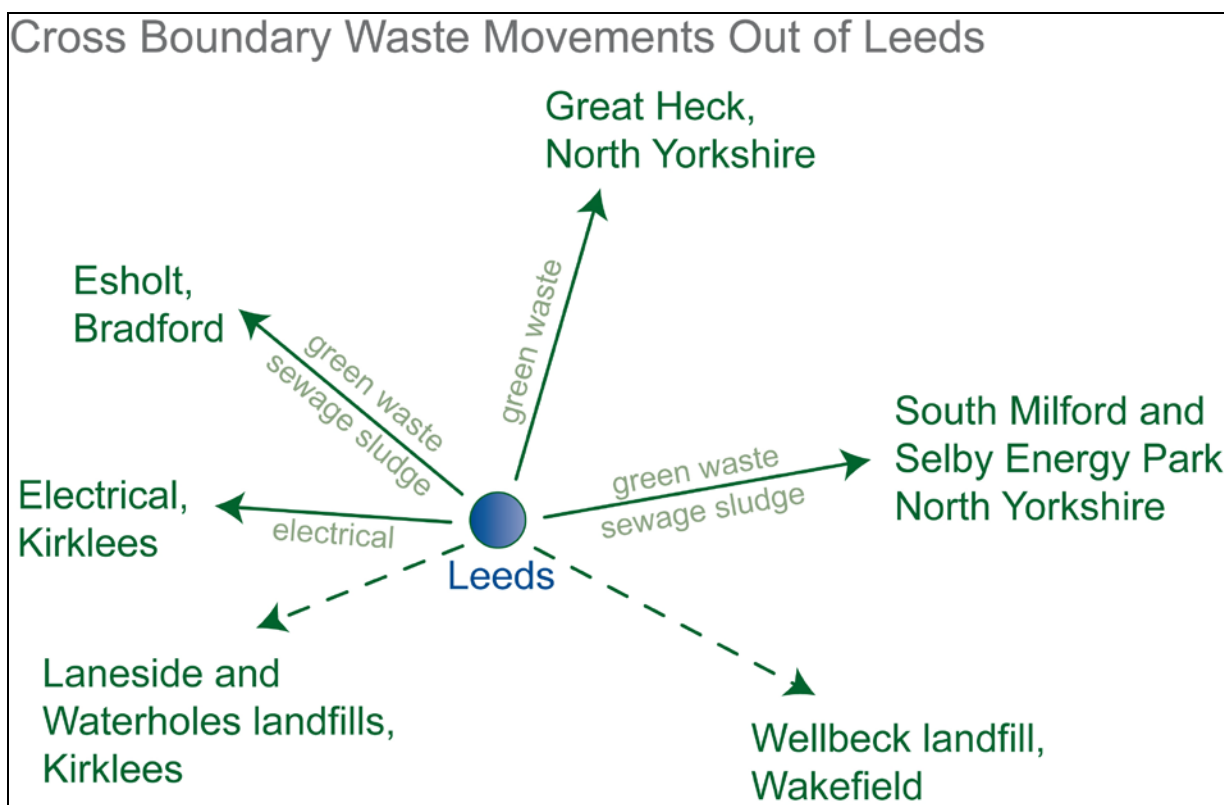 Cross Boundary Waste Movements Out of Leeds
Great Heck,
North Yorkshire
green waste
Esholt,
Bradford
green waste
sewage sludge
South Milford and
Selby Energy Park
North Yorkshire
green waste
sewage sludge
Electrical,
Kirklees
electrical
Leeds
Laneside and
Waterholes landfills,
Kirklees
Wellbeck landfill,
Wakefield